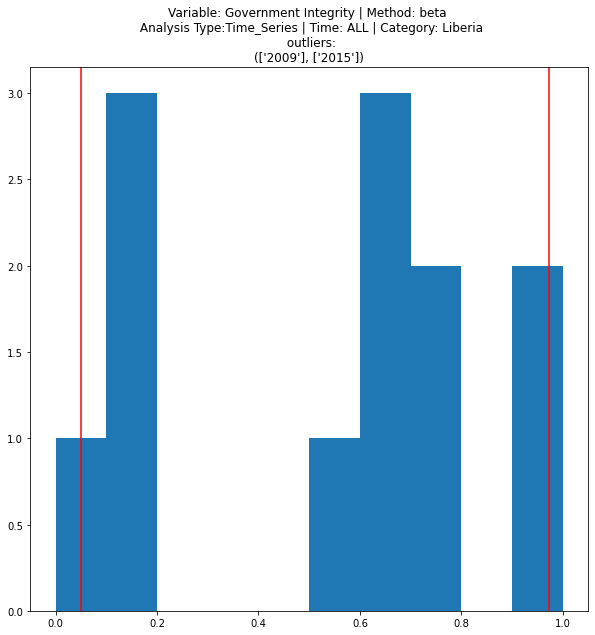 Variable: Government Integrity | Method: beta
Analysis Type:Time_Series | Time: ALL | Category: Liberia
outliers:
(['2009'], ['2015'])
3.0
2.5
2.0
1.5
1.0
0.5
0.0
0.0 0.2 0.4 0.6 0.8 1.0